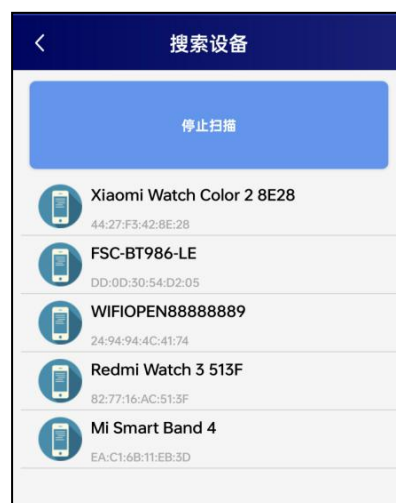 搜索设备
停止扫描
Xiaomi Watch Color 2 8E28
44:27:F3:42:8E:28
FSC-BT986-LE
DD:0D:30:54:D2:05
WIFIOPEN88888889
24:94:94:4C:41:74
Redmi Watch 3 513F
82:77:16:AC:51:3F
Mi Smart Band 4
EA:C1:6B:11:EB:3D